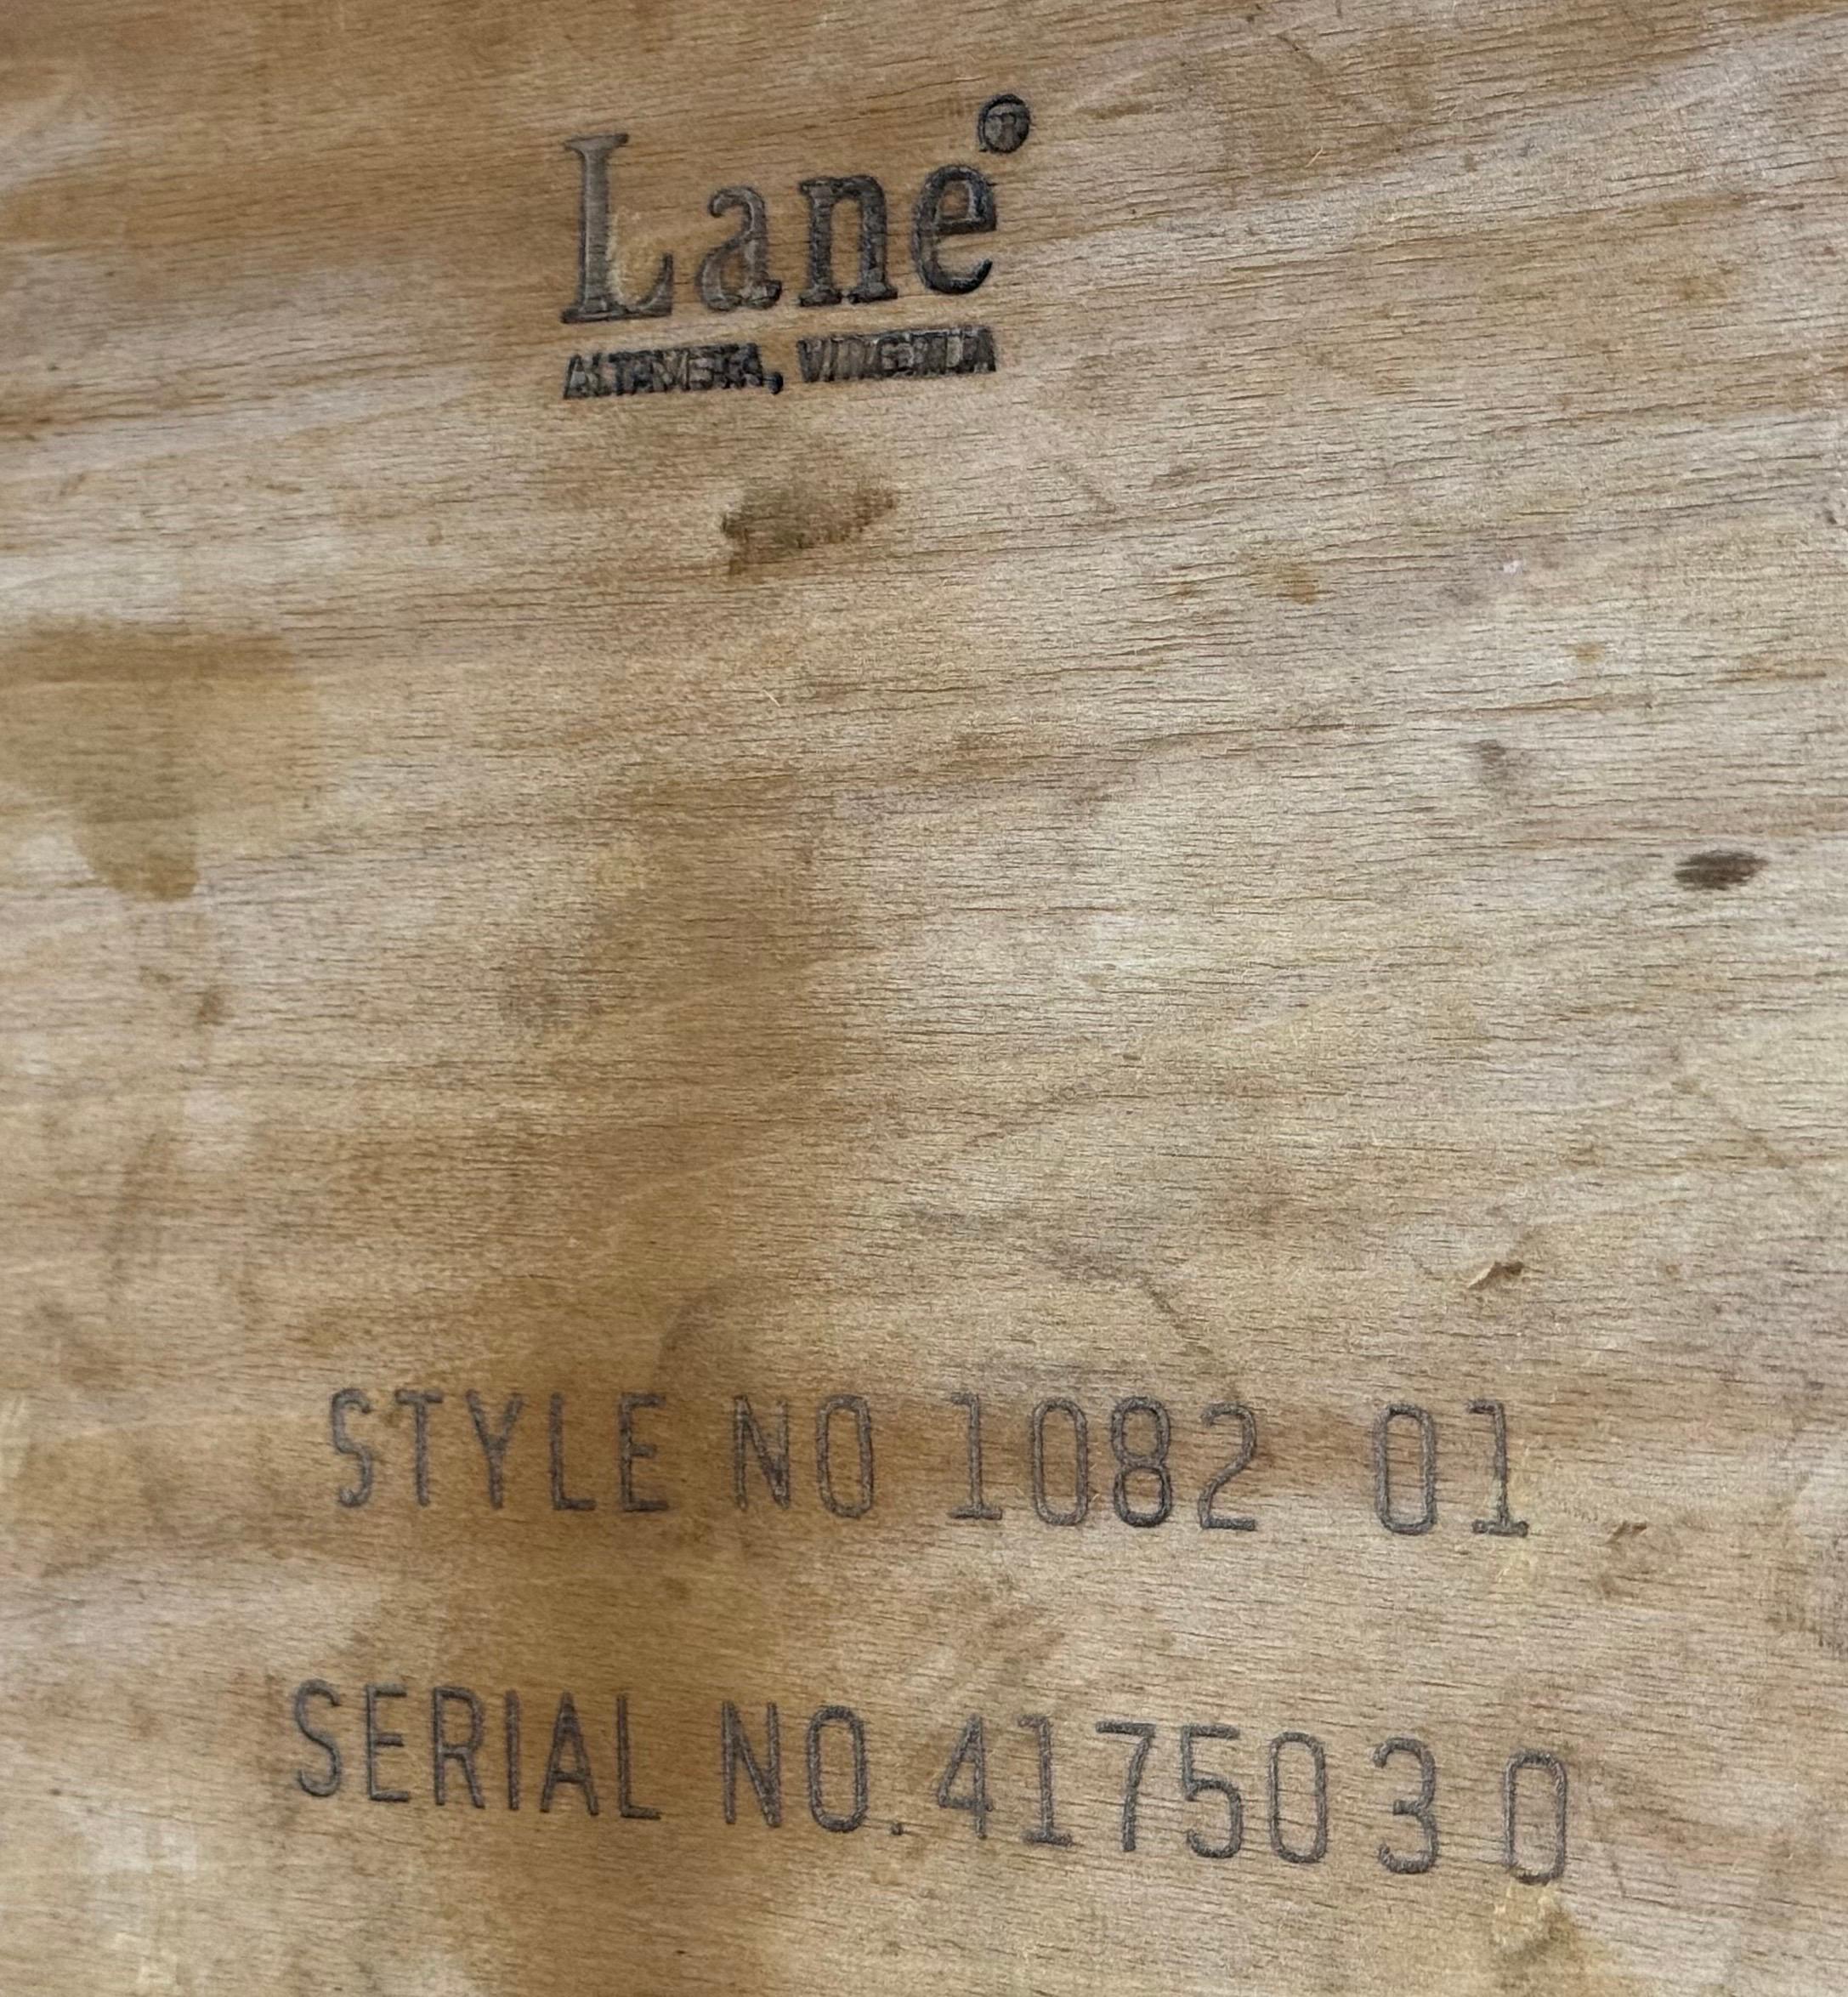 Lane®
ALTAVISTA, VIRGINIA
STYLE NO 1082 01
SERIAL NO. 4175030